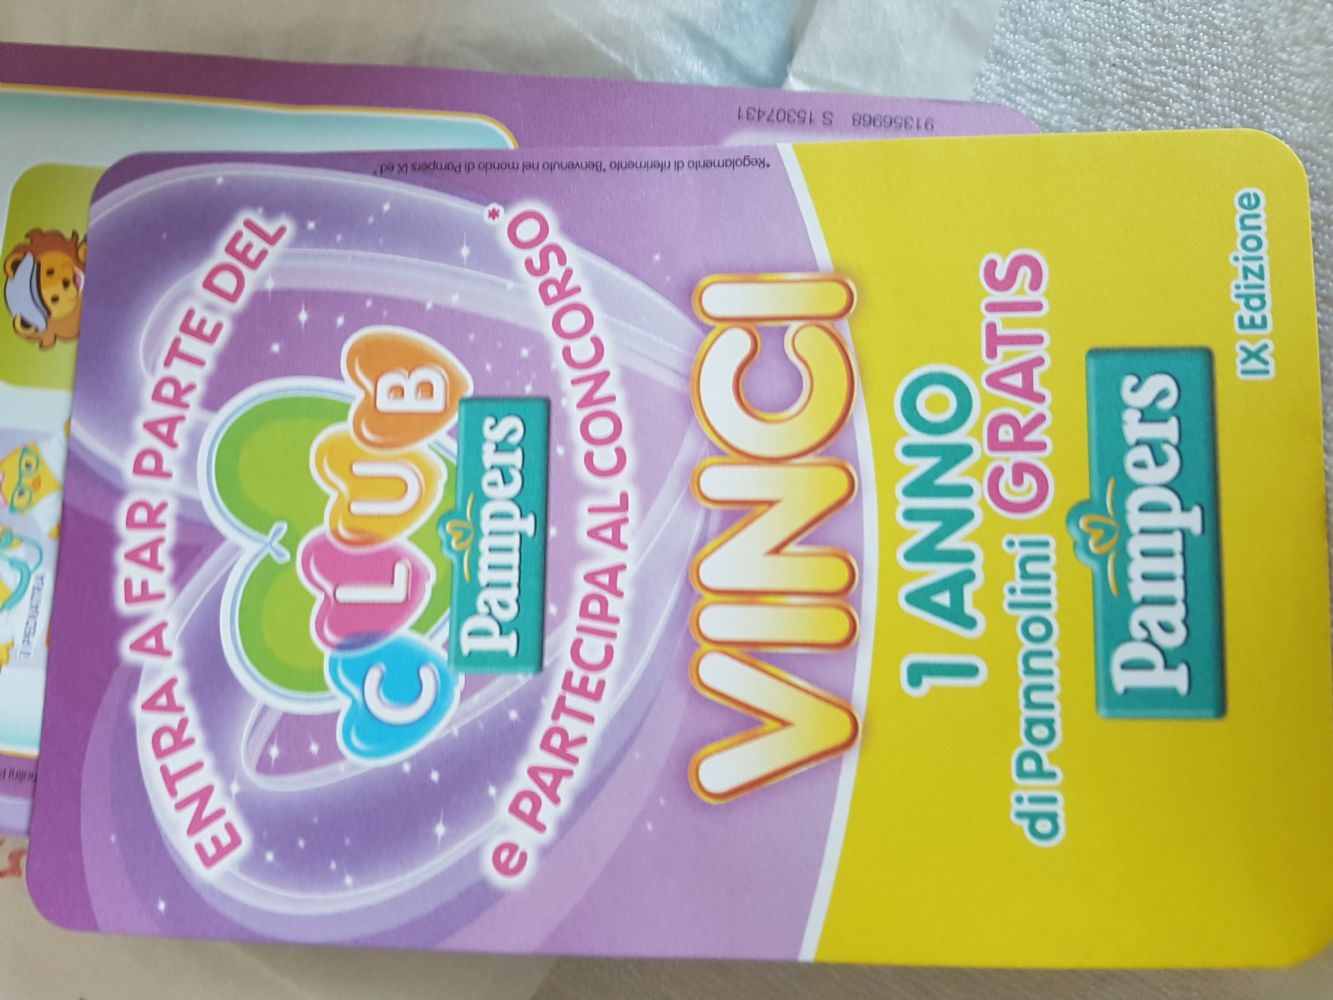 ENTRA A FAR PARTE DEL
CLUB
Pampers
e PARTECIPA AL CONCORSO*
VINCI
1 ANNO
di Pannolini GRATIS
Pampers
IX Edizione
*Regolamento di riferimento "Benvenuto nel mondo di Pampers IX ed"
91356968 S 15307431